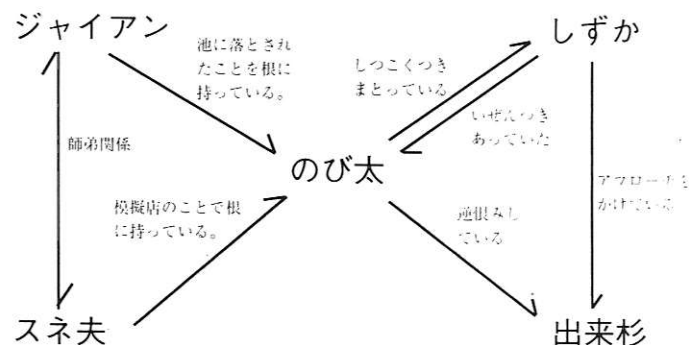 ジャイアン
しずか
池に落とされ
たことを根に
持っている。
しつこくつき
まとっている
いぜんつき
あっていた
師弟関係
のび太
アプローチを
かけている
模擬店のことで根
に持っている。
逆恨みし
ている
スネ夫
出来杉